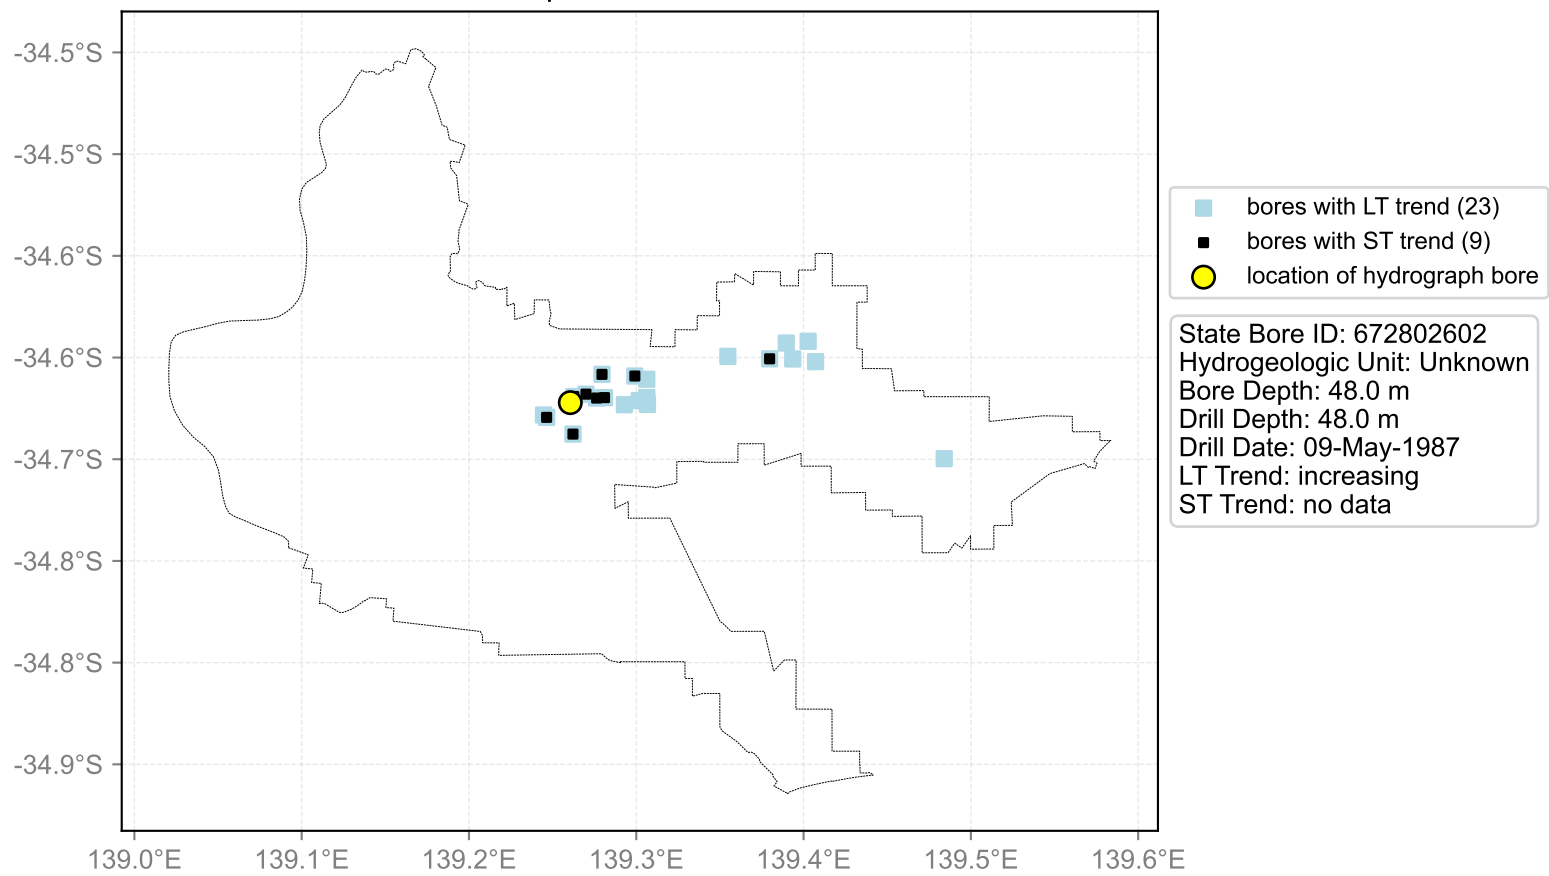 -34.5°S
-34.5°S
-34.6°S
-34.6°S
-34.7°S
-34.8°S
-34.8°S
-34.9°S
139.0°E
139.1°E
139.2°E
139.3°E
139.4°E
139.5°E
139.6°E
bores with LT trend (23)
bores with ST trend (9)
location of hydrograph bore
State Bore ID: 672802602
Hydrogeologic Unit: Unknown
Bore Depth: 48.0 m
Drill Depth: 48.0 m
Drill Date: 09-May-1987
LT Trend: increasing
ST Trend: no data